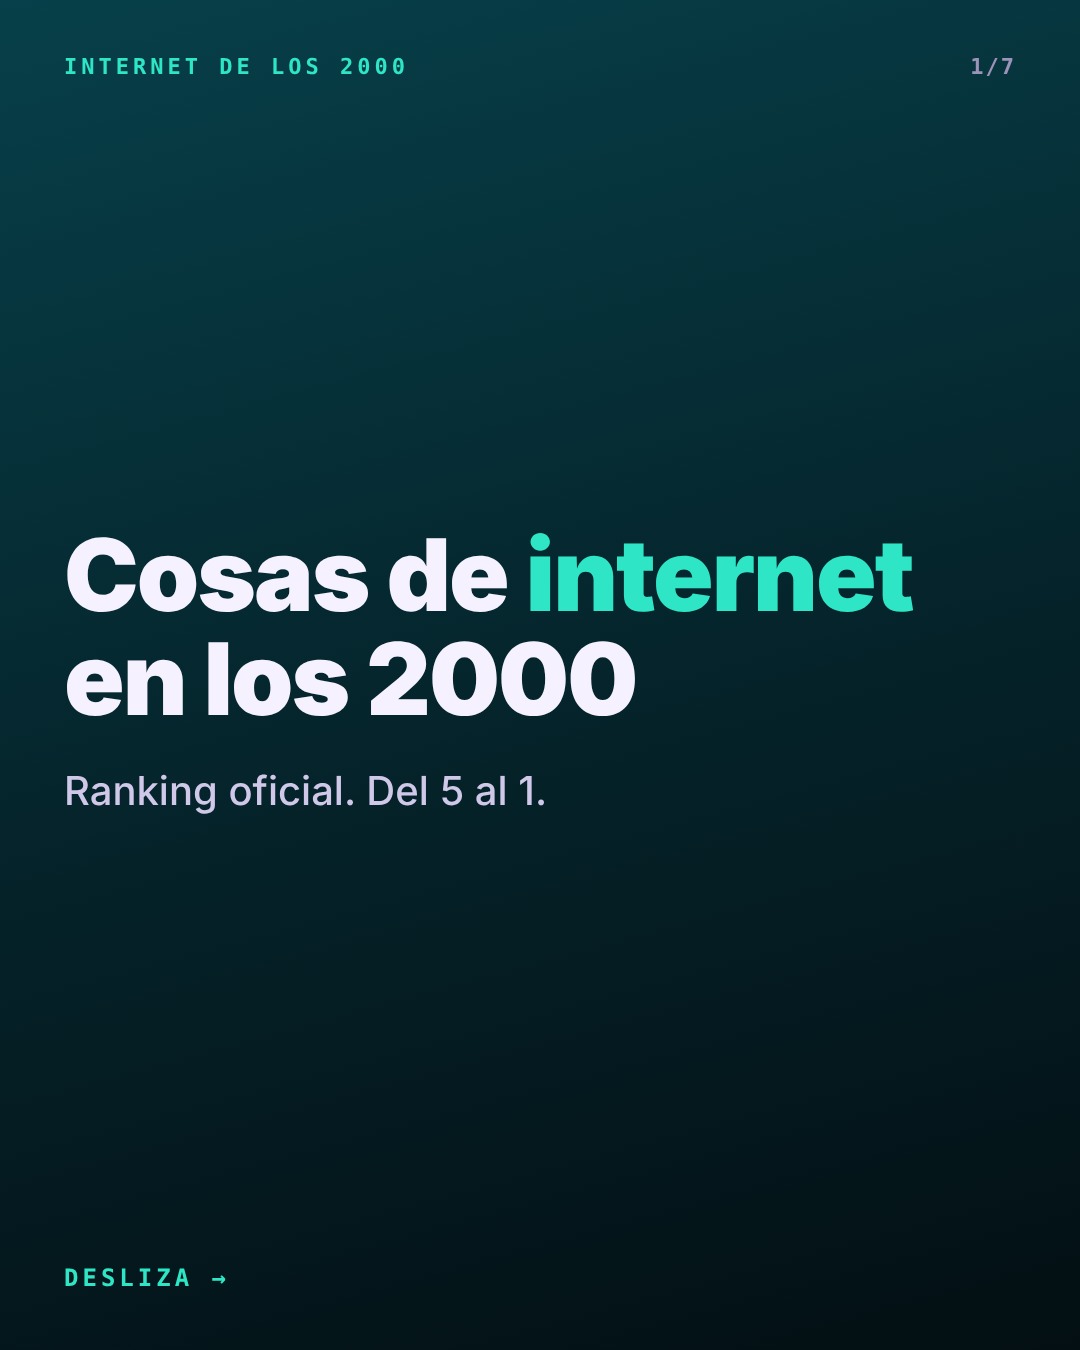 INTERNET DE LOS 2000
1/7
Cosas de internet
en los 2000
Ranking oficial. Del 5 al 1.
DESLIZA →